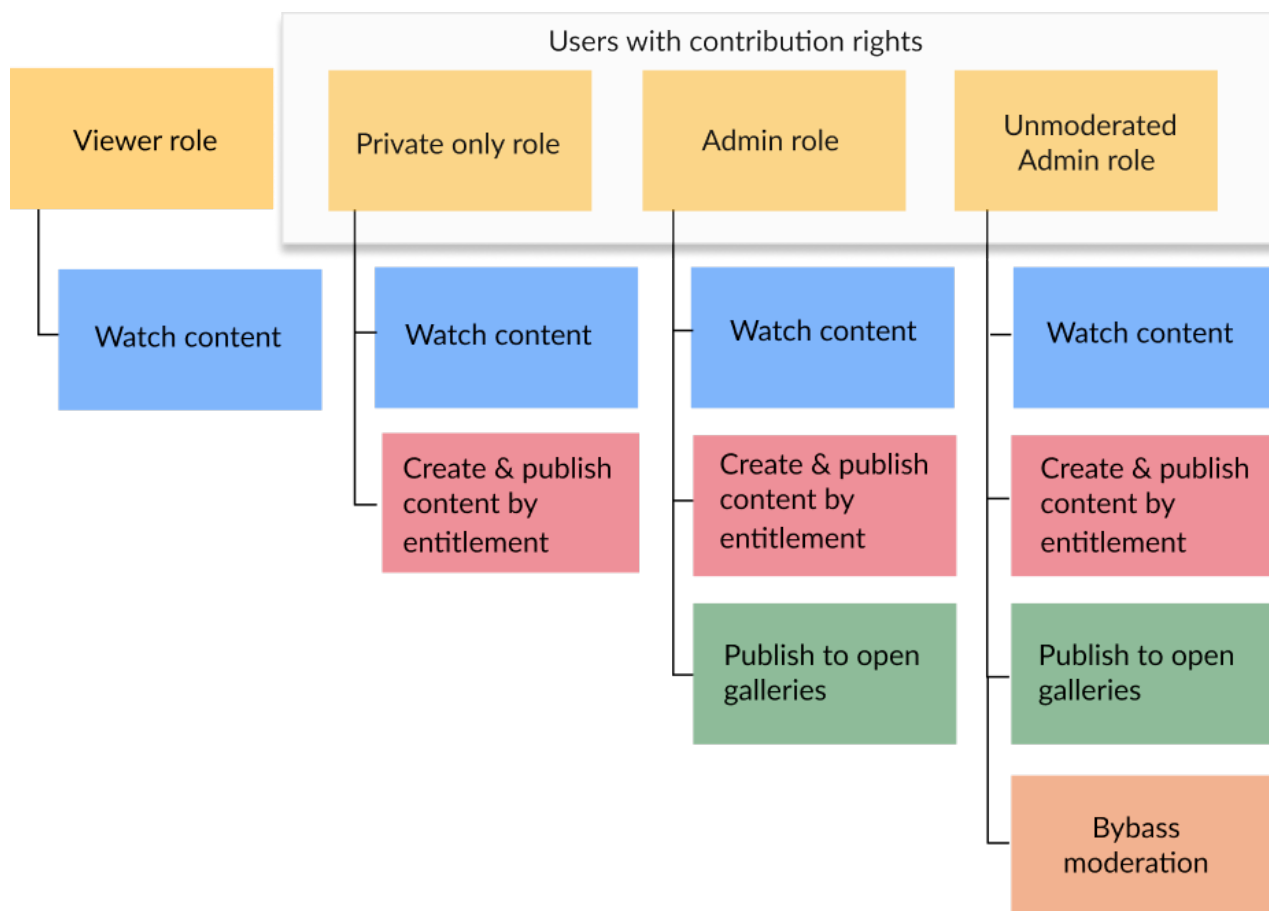 Users with contribution rights
Viewer role
Private only role
Admin role
Unmoderated
Admin role
Watch content
Watch content
Watch content
Watch content
Create & publish
content by
entitlement
Create & publish
content by
entitlement
Create & publish
content by
entitlement
Publish to open
galleries
Publish to open
galleries
Bybass
moderation